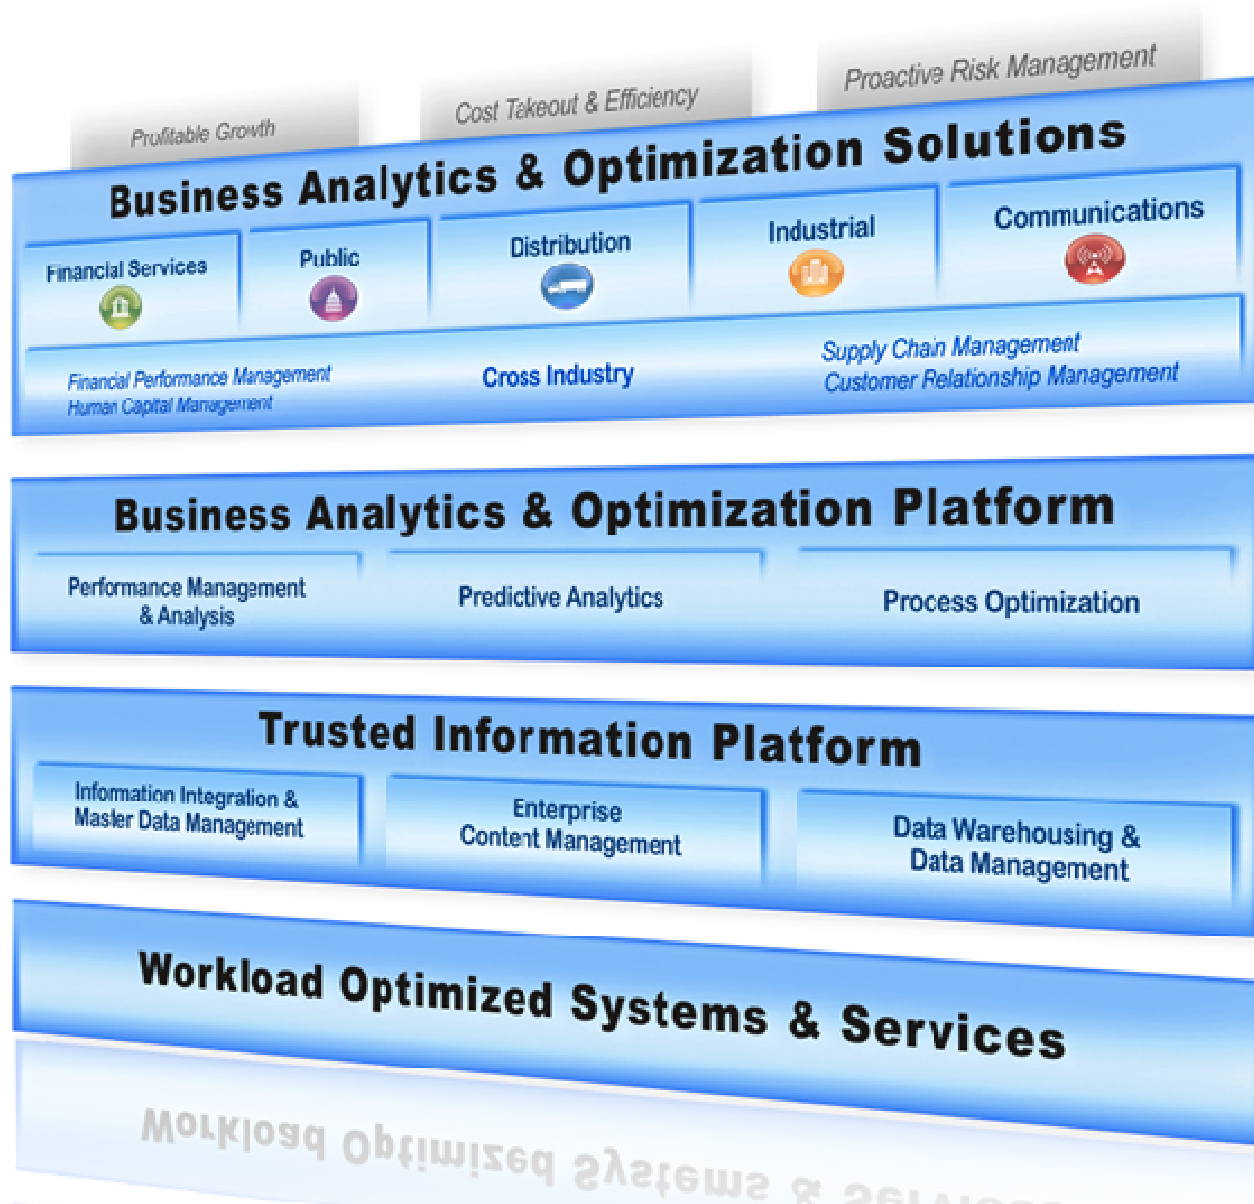 Profitable Growth
Cost Takeout & Efficiency
Proactive Risk Management
Business Analytics & Optimization Solutions
Financial Services
Public
Distribution
Industrial
Communications
Financial Performance Management
Human Capital Management
Cross Industry
Supply Chain Management
Customer Relationship Management
Business Analytics & Optimization Platform
Performance Management
& Analysis
Predictive Analytics
Process Optimization
Trusted Information Platform
Information Integration &
Master Data Management
Enterprise
Content Management
Data Warehousing &
Data Management
Workload Optimized Systems & Services